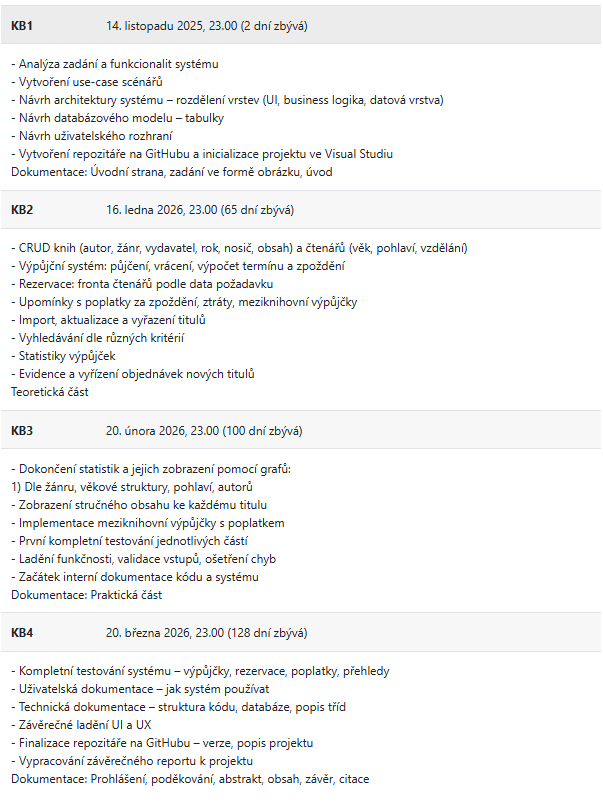 KB1 14. listopadu 2025, 23.00 (2 dní zbývá)
- Analýza zadání a funkcionalit systému
- Vytvoření use-case scénářů
- Návrh architektury systému – rozdělení vrstev (UI, business logika, datová vrstva)
- Návrh databázového modelu – tabulky
- Návrh uživatelského rozhraní
- Vytvoření repozitáře na GitHubu a inicializace projektu ve Visual Studiu
Dokumentace: Úvodní strana, zadání ve formě obrázku, úvod
KB2 16. ledna 2026, 23.00 (65 dní zbývá)
- CRUD knih (autor, žánr, vydavatel, rok, nosič, obsah) a čtenářů (věk, pohlaví, vzdělání)
- Výpůjční systém: půjčení, vrácení, výpočet termínu a zpoždění
- Rezervace: fronta čtenářů podle data požadavku
- Upomínky s poplatky za zpoždění, ztráty, meziknihovní výpůjčky
- Import, aktualizace a vyřazení titulů
- Vyhledávání dle různých kritérií
- Statistiky výpůjček
- Evidence a vyřízení objednávek nových titulů
Teoretická část
KB3 20. února 2026, 23.00 (100 dní zbývá)
- Dokončení statistik a jejich zobrazení pomocí grafů:
1) Dle žánru, věkové struktury, pohlaví, autorů
- Zobrazení stručného obsahu ke každému titulu
- Implementace meziknihovní výpůjčky s poplatkem
- První kompletní testování jednotlivých částí
- Ladění funkčnosti, validace vstupů, ošetření chyb
- Začátek interní dokumentace kódu a systému
Dokumentace: Praktická část
KB4 20. března 2026, 23.00 (128 dní zbývá)
- Kompletní testování systému – výpůjčky, rezervace, poplatky, přehledy
- Uživatelská dokumentace – jak systém používat
- Technická dokumentace – struktura kódu, databáze, popis tříd
- Závěrečné ladění UI a UX
- Finalizace repozitáře na GitHubu – verze, popis projektu
- Vypracování závěrečného reportu k projektu
Dokumentace: Prohlášení, poděkování, abstrakt, obsah, závěr, citace